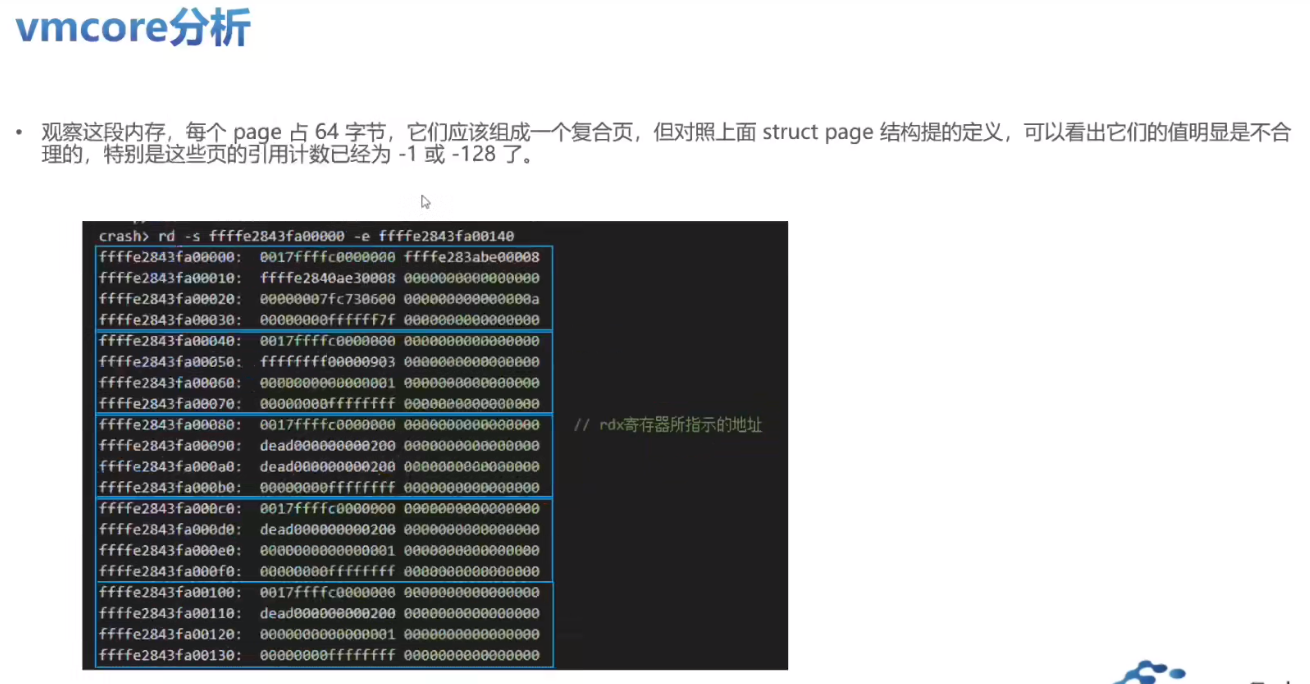 vmcore分析
• 观察这段内存，每个 page 占 64 字节，它们应该组成一个复合页，但对照上面 struct page 结构提的定义，可以看出它们的值明显是不合
理的，特别是这些页的引用计数已经为 -1 或 -128 了。
crash> rd -s ffffe2843fa00000 -e ffffe2843fa00140
ffffe2843fa00000: 0017ffffc0000000 ffffe283abe00008
ffffe2843fa00010: ffffe2840ae30008 0000000000000000
ffffe2843fa00020: 00000007fc730600 000000000000000a
ffffe2843fa00030: 00000000ffffff7f 0000000000000000
ffffe2843fa00040: 0017ffffc0000000 0000000000000000
ffffe2843fa00050: ffffffff00000903 0000000000000000
ffffe2843fa00060: 0000000000000001 0000000000000000
ffffe2843fa00070: 00000000ffffffff 0000000000000000
ffffe2843fa00080: 0017ffffc0000000 0000000000000000 // rdx寄存器所指示的地址
ffffe2843fa00090: dead000000000200 0000000000000000
ffffe2843fa000a0: dead000000000200 0000000000000000
ffffe2843fa000b0: 00000000ffffffff 0000000000000000
ffffe2843fa000c0: 0017ffffc0000000 0000000000000000
ffffe2843fa000d0: dead000000000200 0000000000000000
ffffe2843fa000e0: 0000000000000001 0000000000000000
ffffe2843fa000f0: 00000000ffffffff 0000000000000000
ffffe2843fa00100: 0017ffffc0000000 0000000000000000
ffffe2843fa00110: dead000000000200 0000000000000000
ffffe2843fa00120: 0000000000000001 0000000000000000
ffffe2843fa00130: 00000000ffffffff 0000000000000000